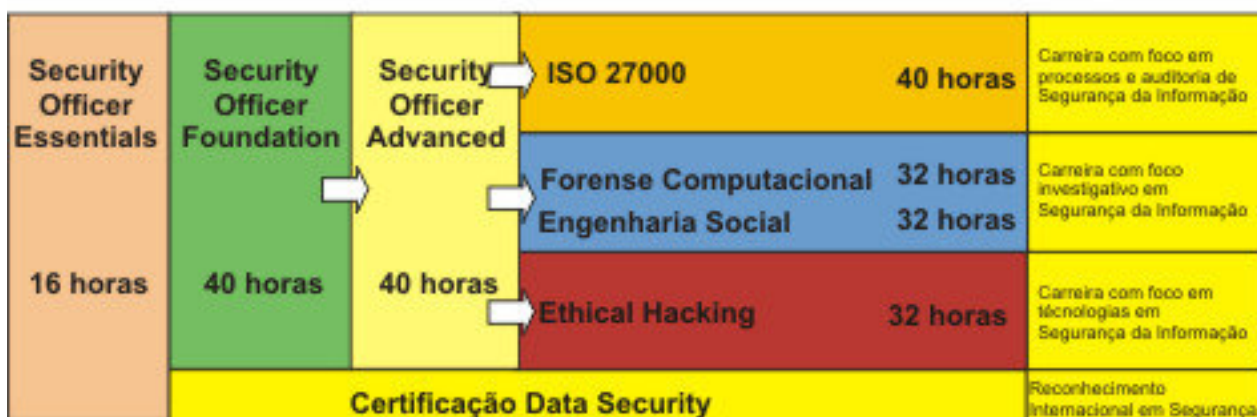 Security
Officer
Essentials
16 horas
Security
Officer
Foundation
40 horas
Security
Officer
Advanced
40 horas
ISO 27000 40 horas
Carreira com foco em
processos e auditoria de
Segurança da Informação
Forense Computacional 32 horas
Engenharia Social 32 horas
Carreira com foco
investigativo em
Segurança da Informação
Ethical Hacking 32 horas
Carreira com foco em
técnologias em
Segurança da Informação
Certificação Data Security
Reconhecimento
Internacional em Segurança